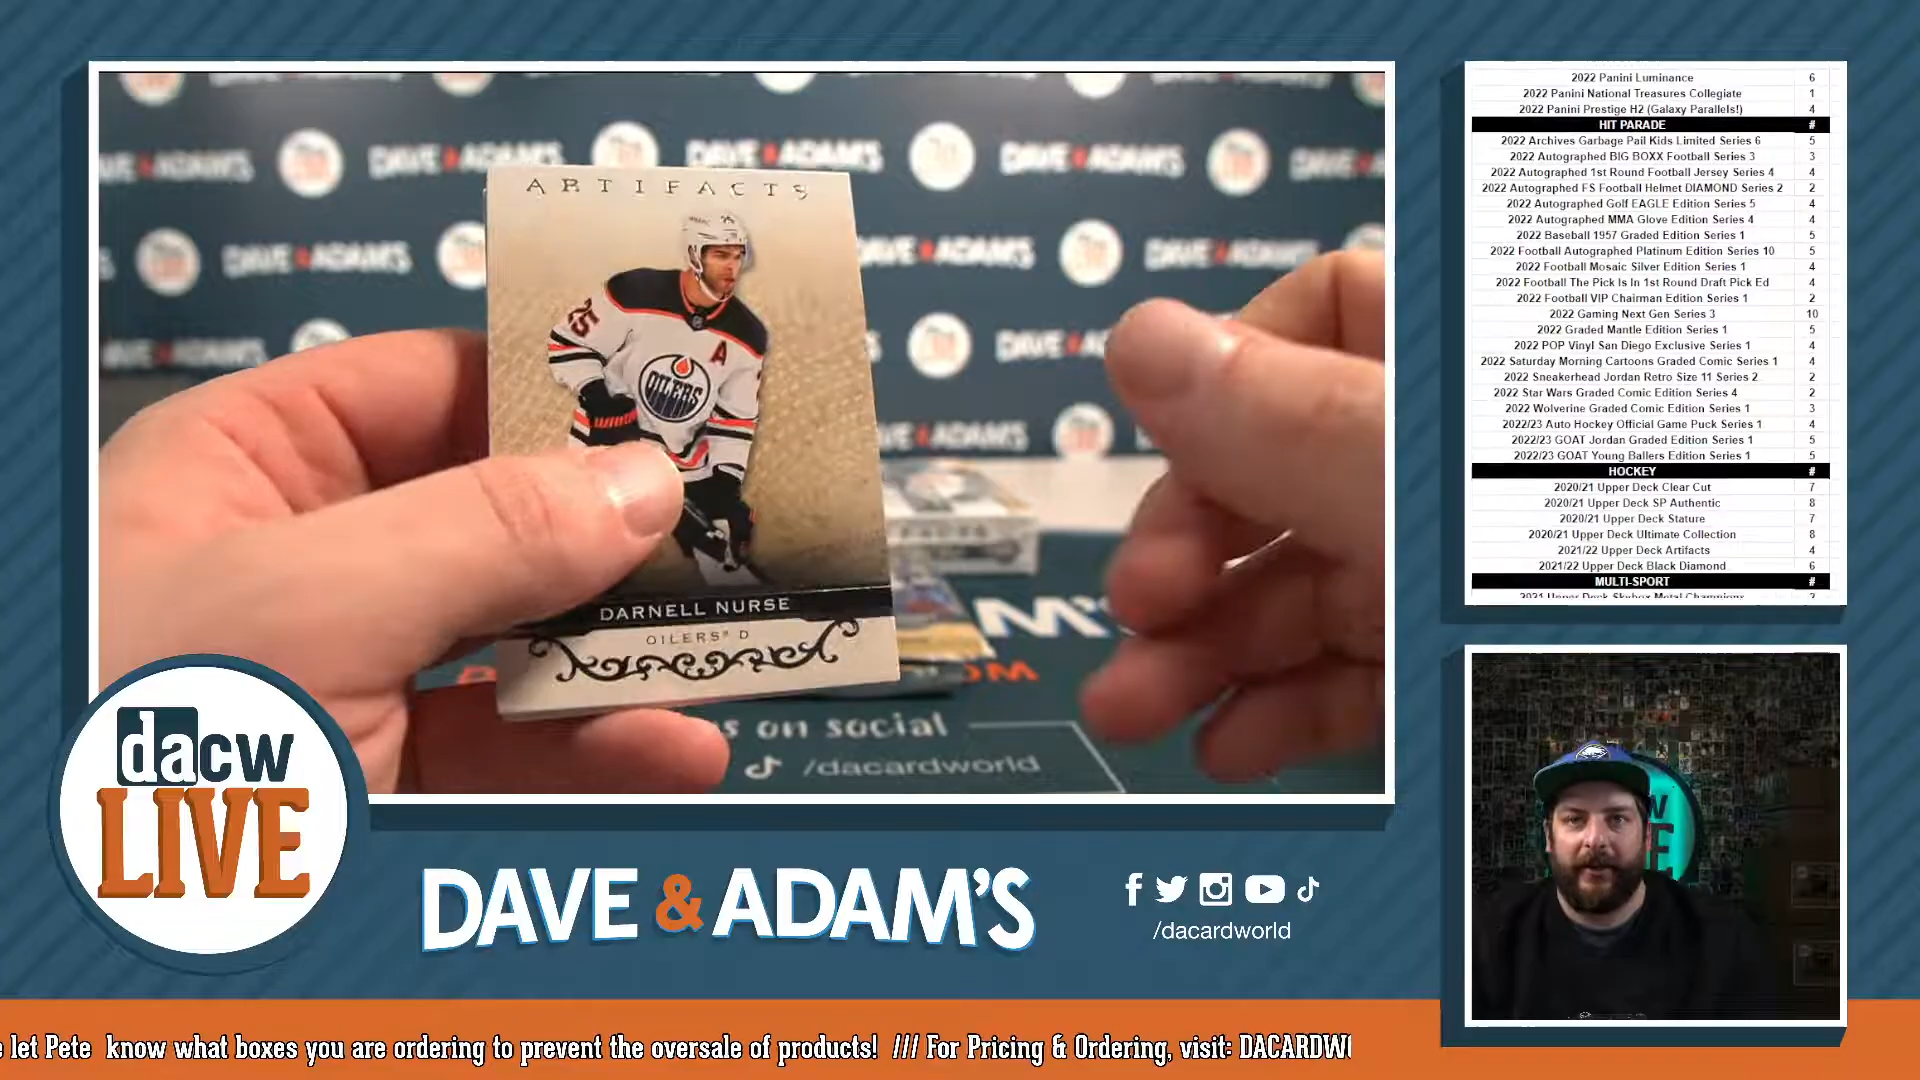 DAVE & ADAM'S
DAVE & ADAM'S
DAVE & ADAM'S
ARTIFACTS
25
A
OILERS
DARNELL NURSE
OILERS® D
on social
/dacardworld
dacw
LIVE
DAVE & ADAM'S
/dacardworld
let Pete know what boxes you are ordering to prevent the oversale of products! /// For Pricing & Ordering, visit: DACARDW
2022 Panini Luminance 6
2022 Panini National Treasures Collegiate 1
2022 Panini Prestige H2 (Galaxy Parallels!) 4
HIT PARADE #
2022 Archives Garbage Pail Kids Limited Series 6 5
2022 Autographed BIG BOXX Football Series 3 3
2022 Autographed 1st Round Football Jersey Series 4 4
2022 Autographed FS Football Helmet DIAMOND Series 2 2
2022 Autographed Golf EAGLE Edition Series 5 4
2022 Autographed MMA Glove Edition Series 4 4
2022 Baseball 1957 Graded Edition Series 1 5
2022 Football Autographed Platinum Edition Series 10 5
2022 Football Mosaic Silver Edition Series 1 4
2022 Football The Pick Is In 1st Round Draft Pick Ed 4
2022 Football VIP Chairman Edition Series 1 2
2022 Gaming Next Gen Series 3 10
2022 Graded Mantle Edition Series 1 5
2022 POP Vinyl San Diego Exclusive Series 1 4
2022 Saturday Morning Cartoons Graded Comic Series 1 4
2022 Sneakerhead Jordan Retro Size 11 Series 2 2
2022 Star Wars Graded Comic Edition Series 4 2
2022 Wolverine Graded Comic Edition Series 1 3
2022/23 Auto Hockey Official Game Puck Series 1 4
2022/23 GOAT Jordan Graded Edition Series 1 5
2022/23 GOAT Young Ballers Edition Series 1 5
HOCKEY #
2020/21 Upper Deck Clear Cut 7
2020/21 Upper Deck SP Authentic 8
2020/21 Upper Deck Stature 7
2020/21 Upper Deck Ultimate Collection 8
2021/22 Upper Deck Artifacts 4
2021/22 Upper Deck Black Diamond 6
MULTI-SPORT #
2021 Upper Deck Skybox Metal Champions